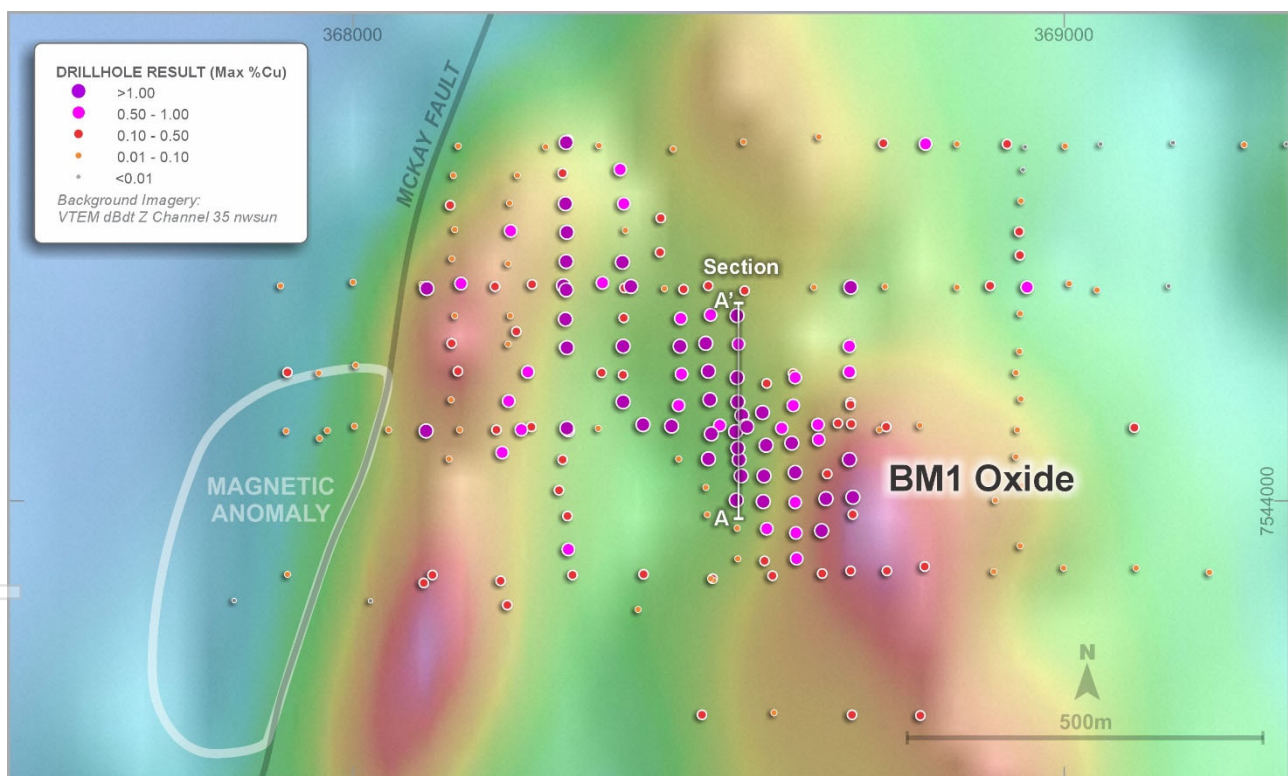 368000
369000
DRILLHOLE RESULT (Max %Cu)
>1.00
0.50 - 1.00
0.10 - 0.50
0.01 - 0.10
<0.01
Background Imagery:
VTEM dBdt Z Channel 35 nwsun
MCKAY FAULT
Section
A'
BM1 Oxide
MAGNETIC
ANOMALY
7544000
A
N
500m